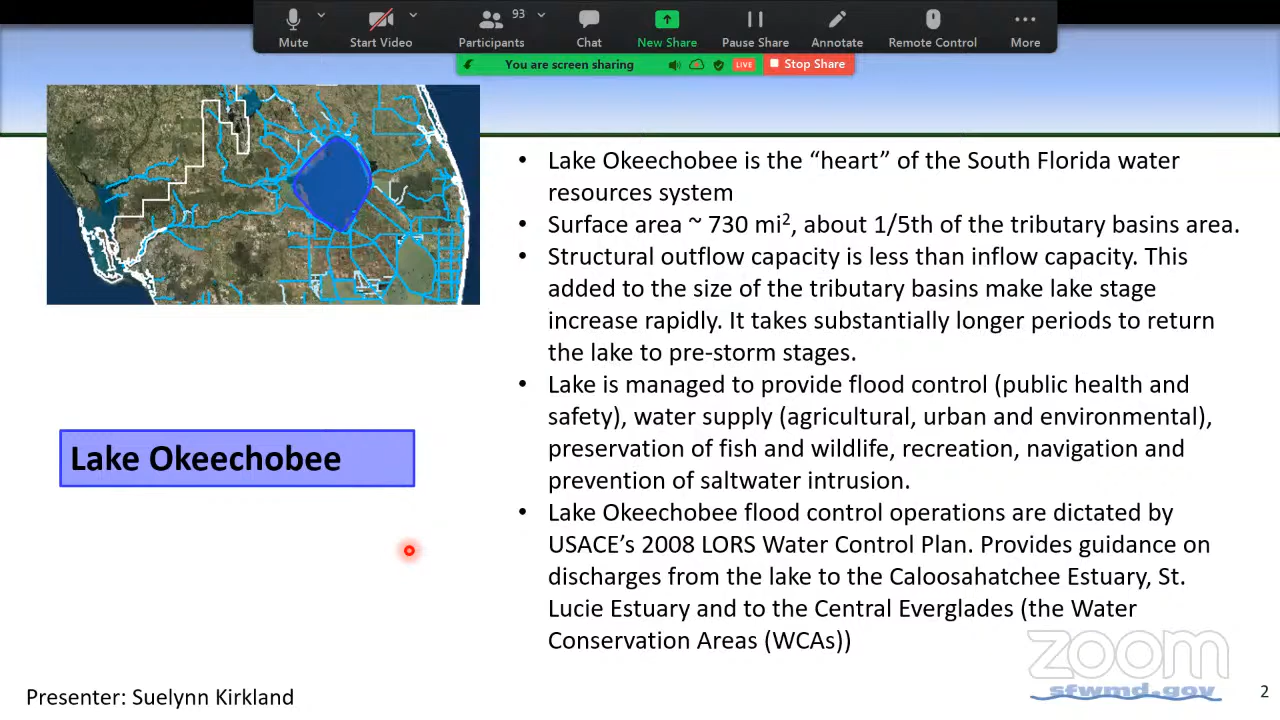 93
Mute
Start Video
Participants
Chat
New Share
Pause Share
Annotate
Remote Control
More
You are screen sharing
LIVE
Stop Share
• Lake Okeechobee is the “heart” of the South Florida water
resources system
• Surface area ~ 730 mi², about 1/5th of the tributary basins area.
• Structural outflow capacity is less than inflow capacity. This
added to the size of the tributary basins make lake stage
increase rapidly. It takes substantially longer periods to return
the lake to pre-storm stages.
• Lake is managed to provide flood control (public health and
safety), water supply (agricultural, urban and environmental),
preservation of fish and wildlife, recreation, navigation and
prevention of saltwater intrusion.
• Lake Okeechobee flood control operations are dictated by
USACE’s 2008 LORS Water Control Plan. Provides guidance on
discharges from the lake to the Caloosahatchee Estuary, St.
Lucie Estuary and to the Central Everglades (the Water
Conservation Areas (WCAs))
Lake Okeechobee
zoom
sfwmd.gov
Presenter: Suelynn Kirkland
2